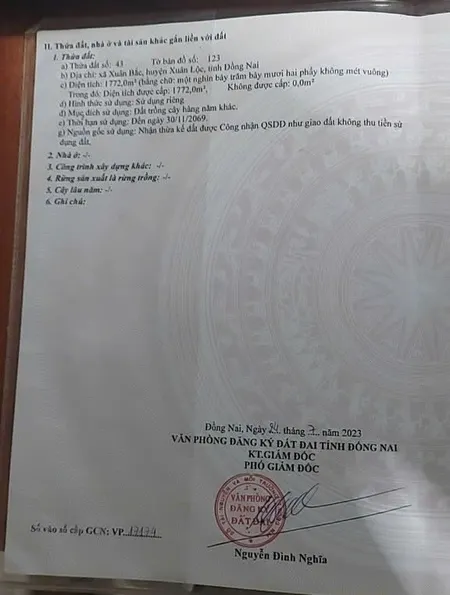 II. Thửa đất, nhà ở và tài sản khác gắn liền với đất
1. Thửa đất:
a) Thửa đất số: 43 Tờ bản đồ số: 123
b) Địa chỉ: xã Xuân Bắc, huyện Xuân Lộc, tỉnh Đồng Nai
c) Diện tích: 1772,0m² (bằng chữ: một nghìn bảy trăm bảy mươi hai phẩy không mét vuông)
Trong đó: Diện tích được cấp: 1772,0m², Không được cấp: 0,0m²
d) Hình thức sử dụng: Sử dụng riêng
đ) Mục đích sử dụng: Đất trồng cây hàng năm khác.
e) Thời hạn sử dụng: Đến ngày 30/11/2069.
g) Nguồn gốc sử dụng: Nhận thừa kế đất được Công nhận QSDĐ như giao đất không thu tiền sử
dụng đất.
2. Nhà ở: -/-
3. Công trình xây dựng khác: -/-
4. Rừng sản xuất là rừng trồng: -/-
5. Cây lâu năm: -/-
6. Ghi chú:
Đồng Nai, Ngày 24 tháng 7 năm 2023
VĂN PHÒNG ĐĂNG KÝ ĐẤT ĐAI TỈNH ĐỒNG NAI
KT.GIÁM ĐỐC
PHÓ GIÁM ĐỐC
VĂN PHÒNG
ĐĂNG KÝ
ĐẤT ĐAI
Số vào sổ cấp GCN: VP
Nguyễn Đình Nghĩa